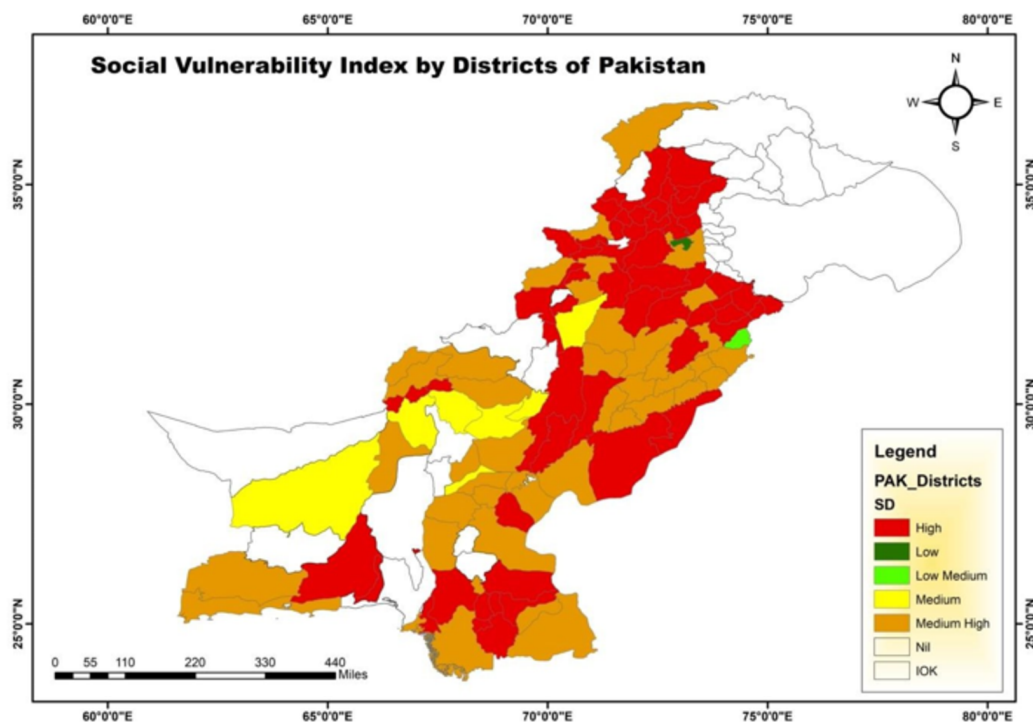 60°0'0"E 65°0'0"E 70°0'0"E 75°0'0"E 80°0'0"E
Social Vulnerability Index by Districts of Pakistan
N
W E
S
35°0'0"N 35°0'0"N
30°0'0"N 30°0'0"N
25°0'0"N 25°0'0"N
Legend
PAK_Districts
SD
High
Low
Low Medium
Medium
Medium High
Nil
IOK
0 55 110 220 330 440
Miles
60°0'0"E 65°0'0"E 70°0'0"E 75°0'0"E 80°0'0"E